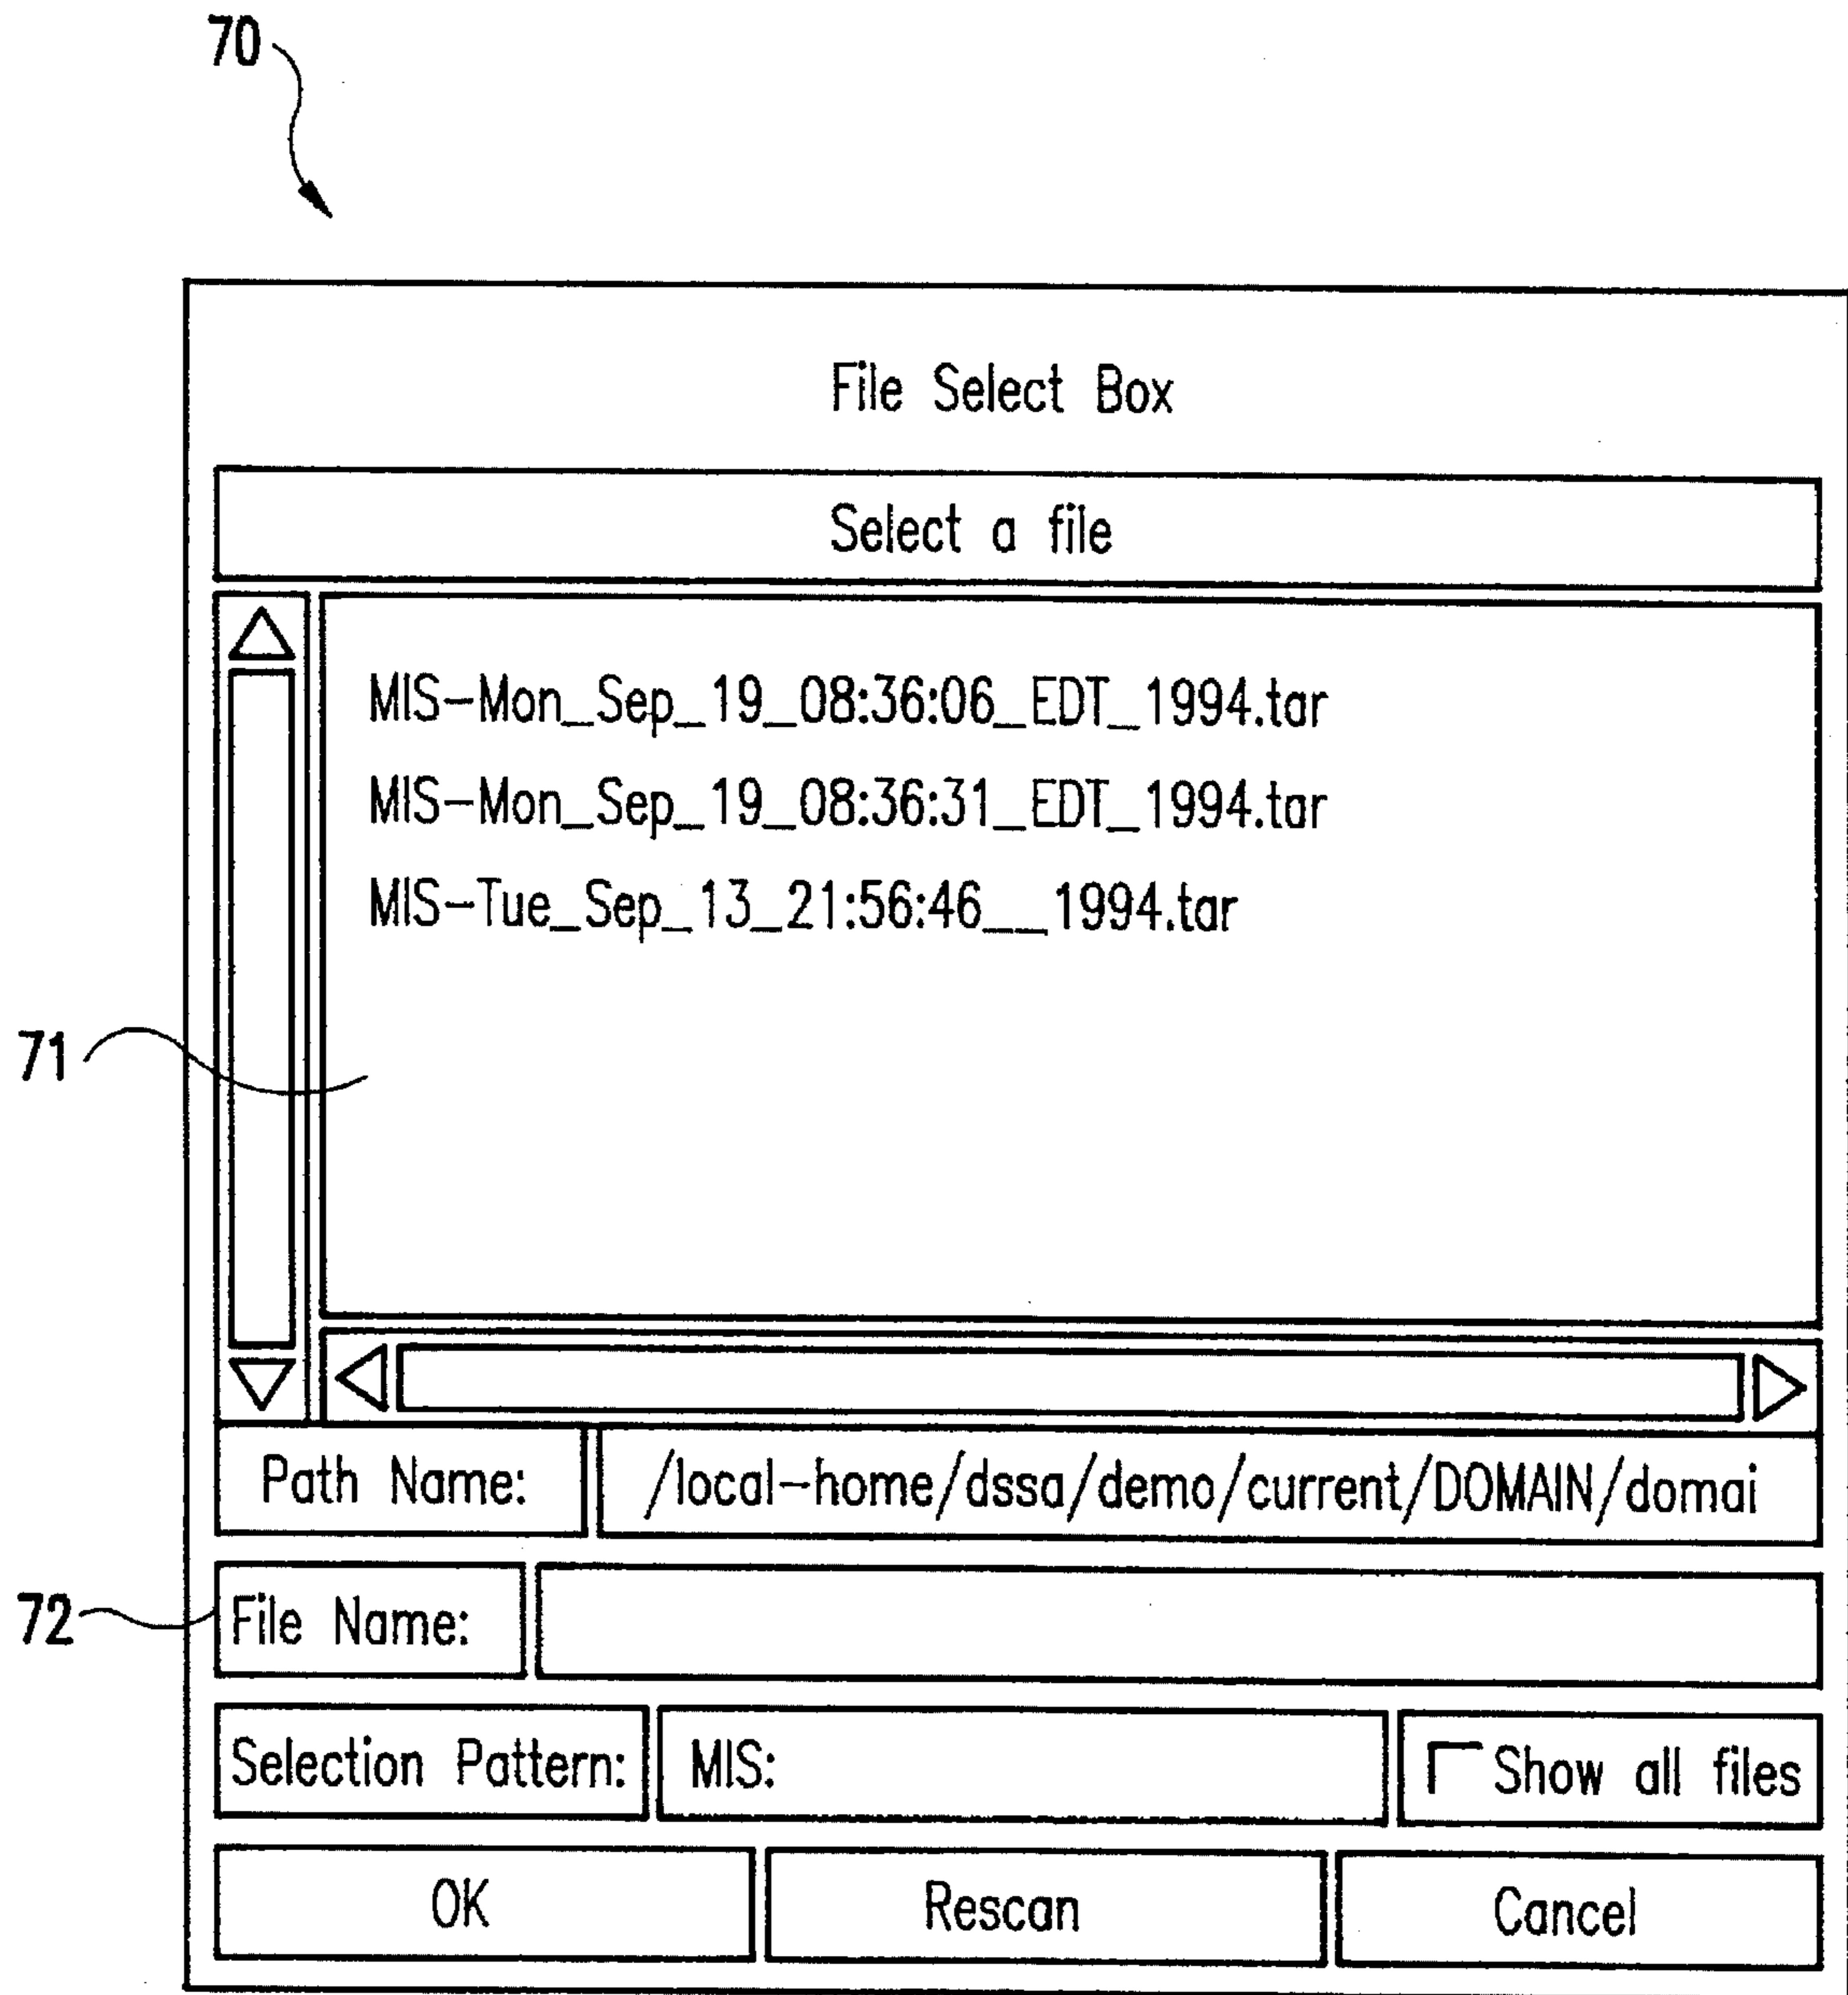 70
File Select Box
Select a file
MIS-Mon_Sep_19_08:36:06_EDT_1994.tar
MIS-Mon_Sep_19_08:36:31_EDT_1994.tar
MIS-Tue_Sep_13_21:56:46__1994.tar
71
Path Name: /local-home/dssa/demo/current/DOMAIN/domai
72 File Name:
Selection Pattern: MIS: Show all files
OK Rescan Cancel